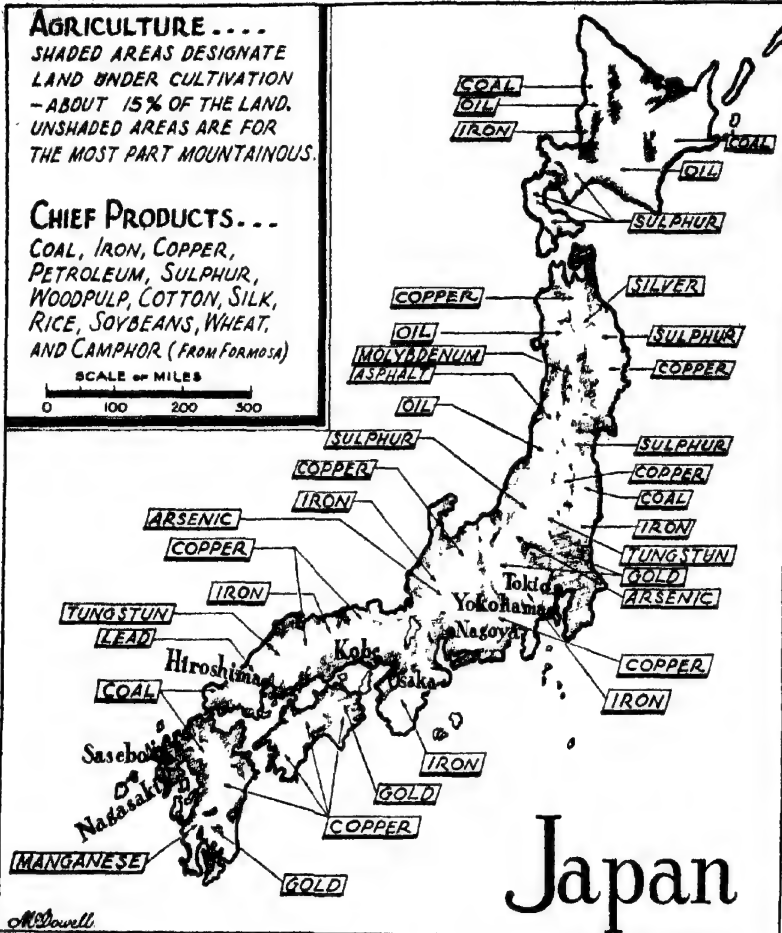 AGRICULTURE....
SHADED AREAS DESIGNATE
LAND UNDER CULTIVATION
-ABOUT 15% OF THE LAND.
UNSHADED AREAS ARE FOR
THE MOST PART MOUNTAINOUS.
CHIEF PRODUCTS...
COAL, IRON, COPPER,
PETROLEUM, SULPHUR,
WOODPULP, COTTON, SILK,
RICE, SOYBEANS, WHEAT,
AND CAMPHOR (FROM FORMOSA)
SCALE OF MILES
0 100 200 300
COAL
OIL
IRON
COAL
OIL
SULPHUR
COPPER
SILVER
OIL
SULPHUR
MOLYBDENUM
COPPER
ASPHALT
OIL
SULPHUR
SULPHUR
COPPER
COPPER
IRON
COAL
ARSENIC
IRON
COPPER
TUNGSTUN
GOLD
IRON
Tokio
ARSENIC
TUNGSTUN
Yokohama
LEAD
Nagoya
Kobe
Hiroshima
COPPER
Osaka
COAL
IRON
Sasebo
IRON
Nagasaki
GOLD
COPPER
MANGANESE
GOLD
Japan
McDowell